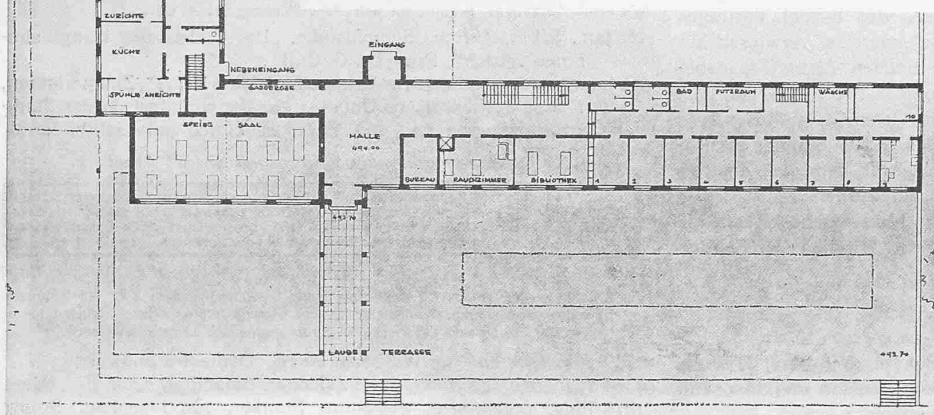 ZURICHTE
KÜCHE
SPÜHLE ANRICHTE
NEBENEINGANG
GARDEROBE
EINGANG
SPEISE SAAL
HALLE
494.00
BUREAU
RAUCHZIMMER
BIBLIOTHEK
BAD
PUTZRAUM
WÄSCHE
10
2
3
4
5
6
7
8
9
493.70
LAUBE
TERRASSE
493.70